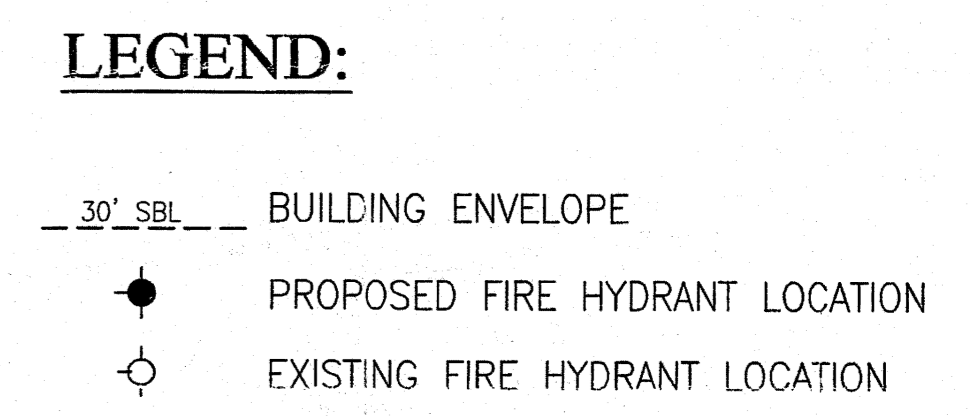 LEGEND:
30' SBL BUILDING ENVELOPE
PROPOSED FIRE HYDRANT LOCATION
EXISTING FIRE HYDRANT LOCATION